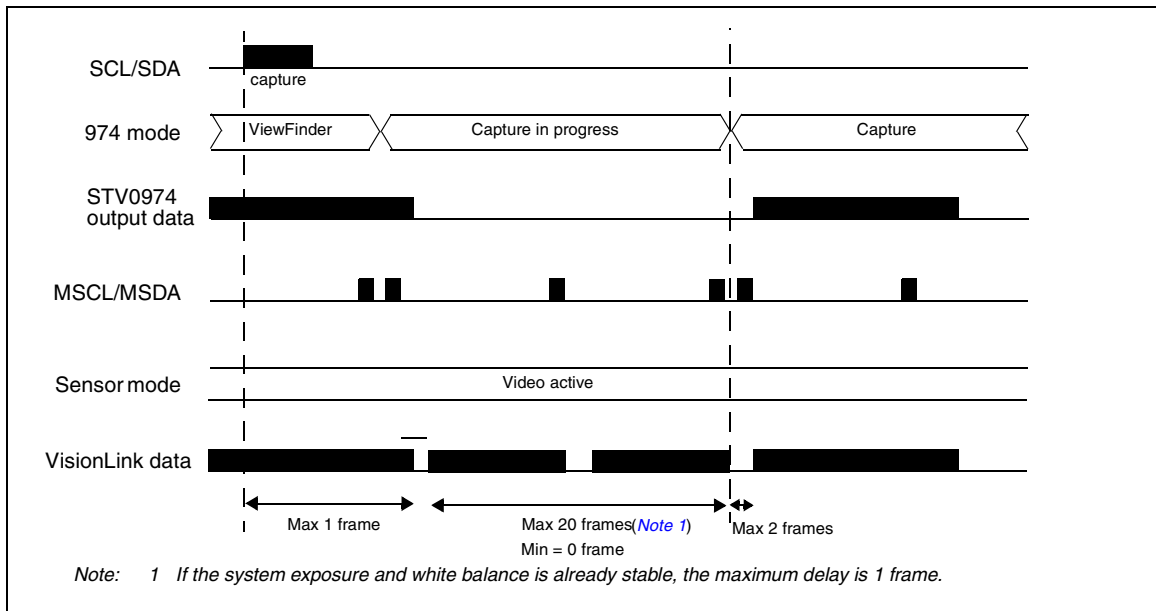 SCL/SDA
capture
974 mode
ViewFinder
Capture in progress
Capture
STV0974
output data
MSCL/MSDA
Sensor mode
Video active
VisionLink data
Max 1 frame
Max 20 frames(Note 1)
Min = 0 frame
Max 2 frames
Note: 1 If the system exposure and white balance is already stable, the maximum delay is 1 frame.